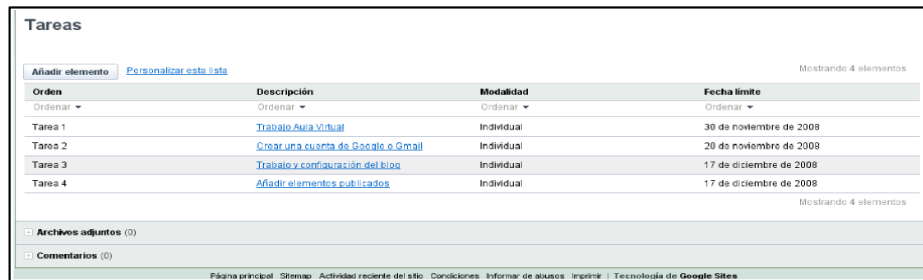 Tareas
Añadir elemento Personalizar esta lista Mostrando 4 elementos
Orden Descripción Modalidad Fecha límite
Ordenar Ordenar Ordenar Ordenar
Tarea 1 Trabajo Aula Virtual Individual 30 de noviembre de 2008
Tarea 2 Crear una cuenta de Google o Gmail Individual 20 de noviembre de 2008
Tarea 3 Trabajo y configuración del blog Individual 17 de diciembre de 2008
Tarea 4 Añadir elementos publicados Individual 17 de diciembre de 2008
Mostrando 4 elementos
Archivos adjuntos (0)
Comentarios (0)
Página principal Sitemap Actividad reciente del sitio Condiciones Informar de abusos Imprimir | Tecnología de Google Sites